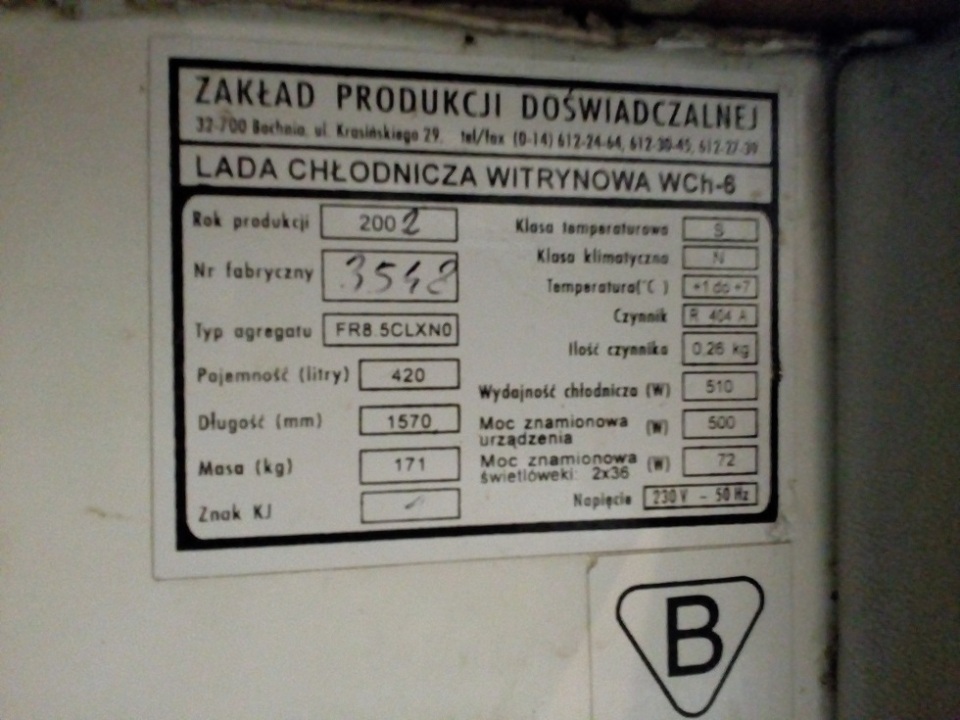 ZAKŁAD PRODUKCJI DOŚWIADCZALNEJ
32-700 Bochnia, ul. Krasińskiego 29, tel/fax (0-14) 612-24-64, 612-30-45, 612-27-39
LADA CHŁODNICZA WITRYNOWA WCh-6
Rok produkcji 2002
Nr fabryczny 3548
Typ agregatu FR8.5CLXN0
Pojemność (litry) 420
Długość (mm) 1570
Masa (kg) 171
Znak KJ
Klasa temperaturowa S
Klasa klimatyczna N
Temperatura(°C) +1 do +7
Czynnik R 404 A
Ilość czynnika 0,26 kg
Wydajność chłodnicza (W) 510
Moc znamionowa urządzenia (W) 500
Moc znamionowa świetlówek: 2x36 (W) 72
Napięcie 230 V - 50 Hz
B